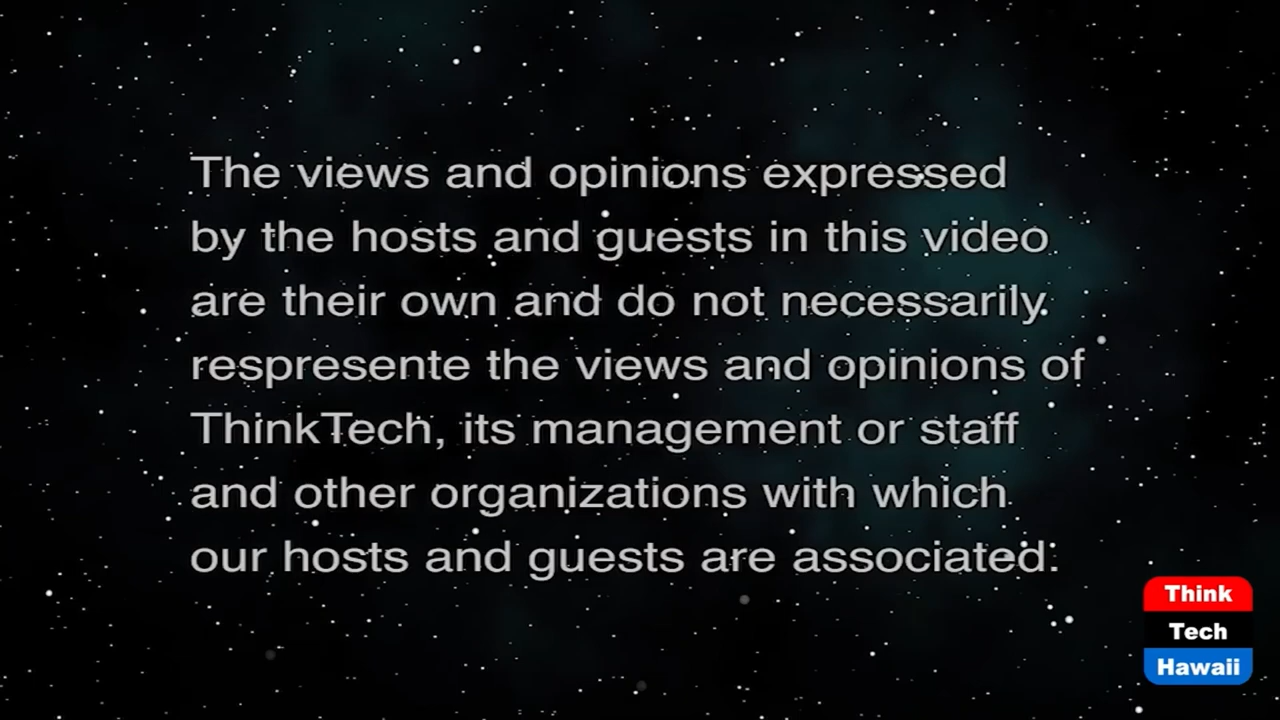 The views and opinions expressed
by the hosts and guests in this video
are their own and do not necessarily
respresente the views and opinions of
ThinkTech, its management or staff
and other organizations with which
our hosts and guests are associated.
Think
Tech
Hawaii